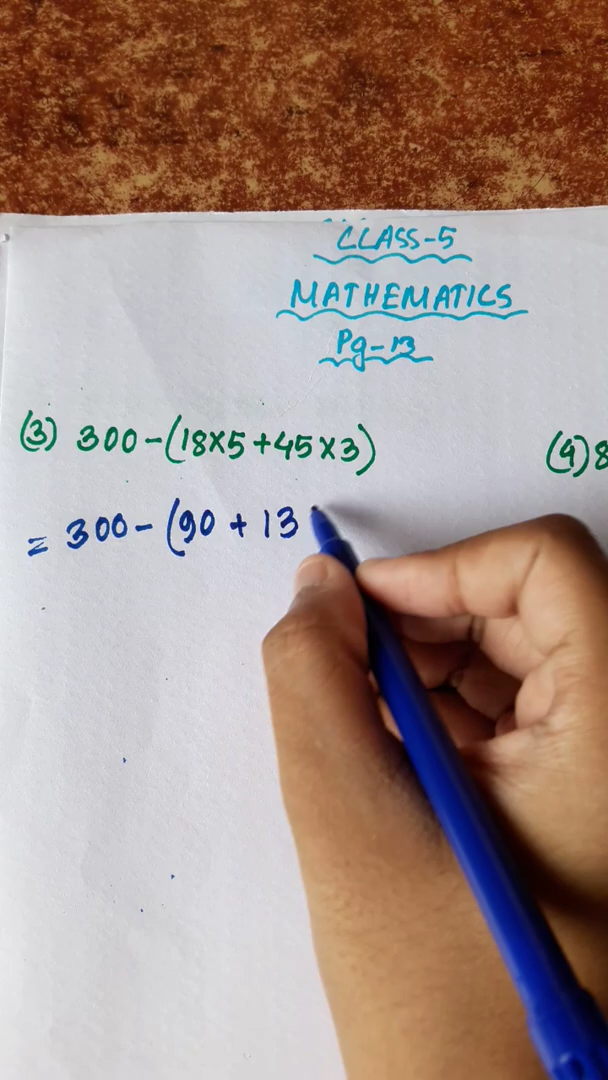 CLASS-5
MATHEMATICS
Pg-13
(3) 300-(18×5+45×3)
(4) 8
= 300-(90+13